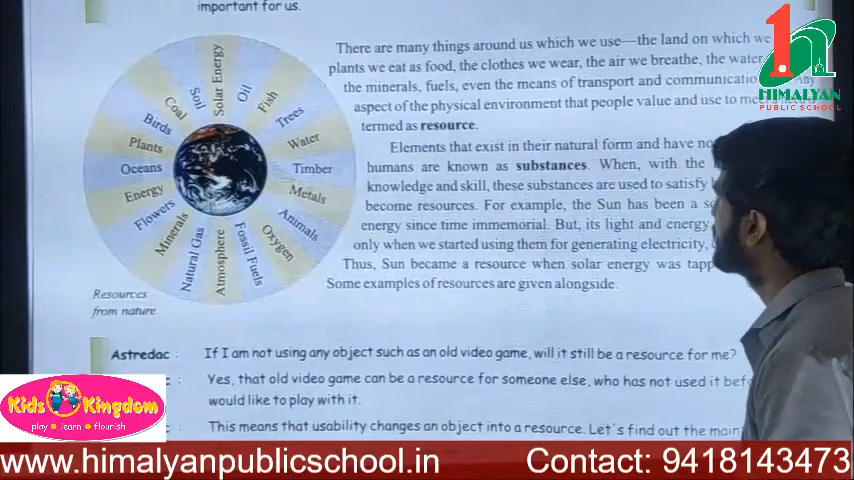 important for us.
There are many things around us which we use—the land on which we
plants we eat as food, the clothes we wear, the air we breathe, the water
the minerals, fuels, even the means of transport and communicatio
aspect of the physical environment that people value and use to
termed as resource.
Elements that exist in their natural form and have no
humans are known as substances. When, with the
knowledge and skill, these substances are used to satisfy
become resources. For example, the Sun has been a
energy since time immemorial. But, its light and energy
only when we started using them for generating electricity,
Thus, Sun became a resource when solar energy was tapp
Some examples of resources are given alongside.
Solar Energy
Oil
Fish
Trees
Water
Timber
Metals
Animals
Oxygen
Fossil Fuels
Atmosphere
Natural Gas
Minerals
Flowers
Energy
Oceans
Plants
Birds
Coal
Soil
Resources
from nature
Astredac : If I am not using any object such as an old video game, will it still be a resource for me?
: Yes, that old video game can be a resource for someone else, who has not used it bef
would like to play with it.
: This means that usability changes an object into a resource. Let's find out the main
1
HIMALYAN
PUBLIC SCHOOL
Kids Kingdom
play learn flourish
www.himalyanpublicschool.in
Contact: 9418143473